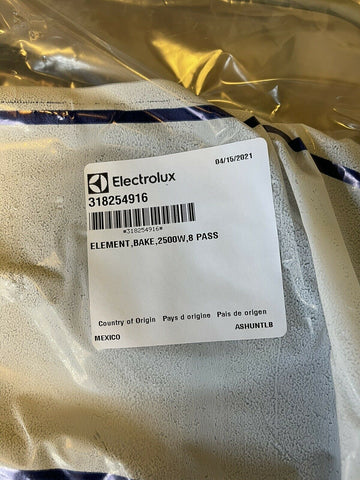 Electrolux
04/15/2021
318254916
*318254916*
ELEMENT,BAKE,2500W,8 PASS
Country of Origin Pays d origine Pais de origen
MEXICO
ASHUNTLB